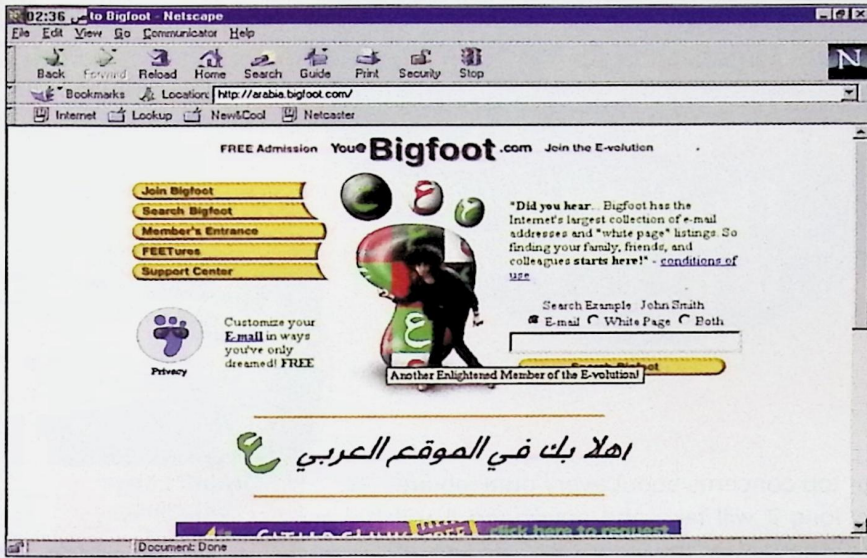 02:36 ص to Bigfoot - Netscape
File Edit View Go Communicator Help
Back Forward Reload Home Search Guide Print Security Stop
Bookmarks Location: http://arabia.bigfoot.com/
Internet Lookup New&Cool Netcaster
FREE Admission You@Bigfoot.com Join the E-volution
Join Bigfoot
Search Bigfoot
Member's Entrance
FEETures
Support Center
"Did you hear... Bigfoot has the
Internet's largest collection of e-mail
addresses and "white page" listings. So
finding your family, friends, and
colleagues starts here!" - conditions of
use
Search Example John Smith
E-mail White Page Both
Search Bigfoot
Privacy
Customize your
E-mail in ways
you've only
dreamed! FREE
ع
Another Enlightened Member of the E-volution!
اهلا بك في الموقع العربي ع
FREE click here to request
Document: Done